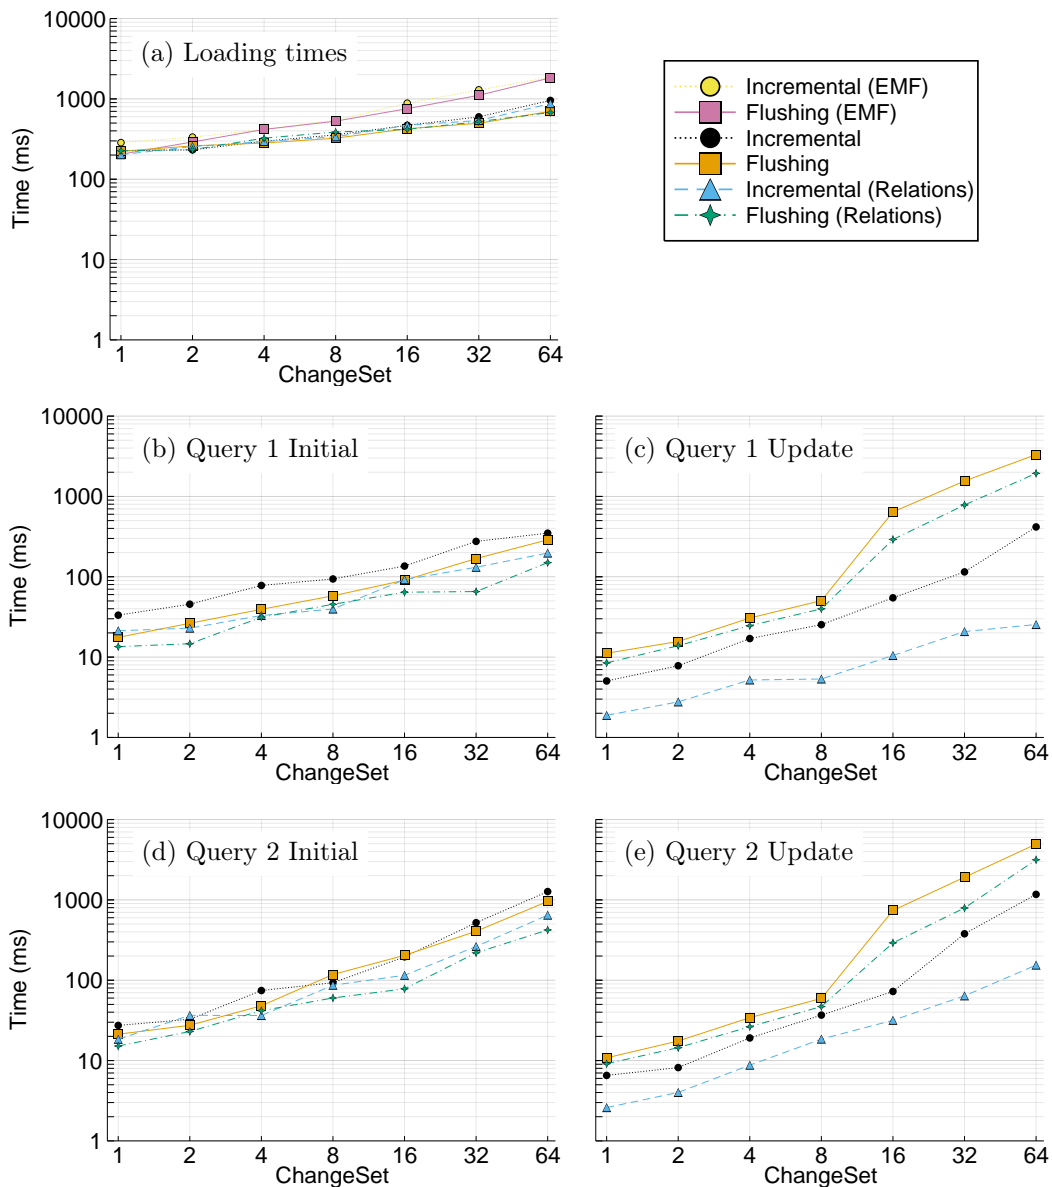 (a) Loading times
10000
1000
100
10
1
Time (ms)
1 2 4 8 16 32 64
ChangeSet
Incremental (EMF)
Flushing (EMF)
Incremental
Flushing
Incremental (Relations)
Flushing (Relations)
(b) Query 1 Initial
10000
1000
100
10
1
Time (ms)
1 2 4 8 16 32 64
ChangeSet
(c) Query 1 Update
1 2 4 8 16 32 64
ChangeSet
(d) Query 2 Initial
10000
1000
100
10
1
Time (ms)
1 2 4 8 16 32 64
ChangeSet
(e) Query 2 Update
1 2 4 8 16 32 64
ChangeSet